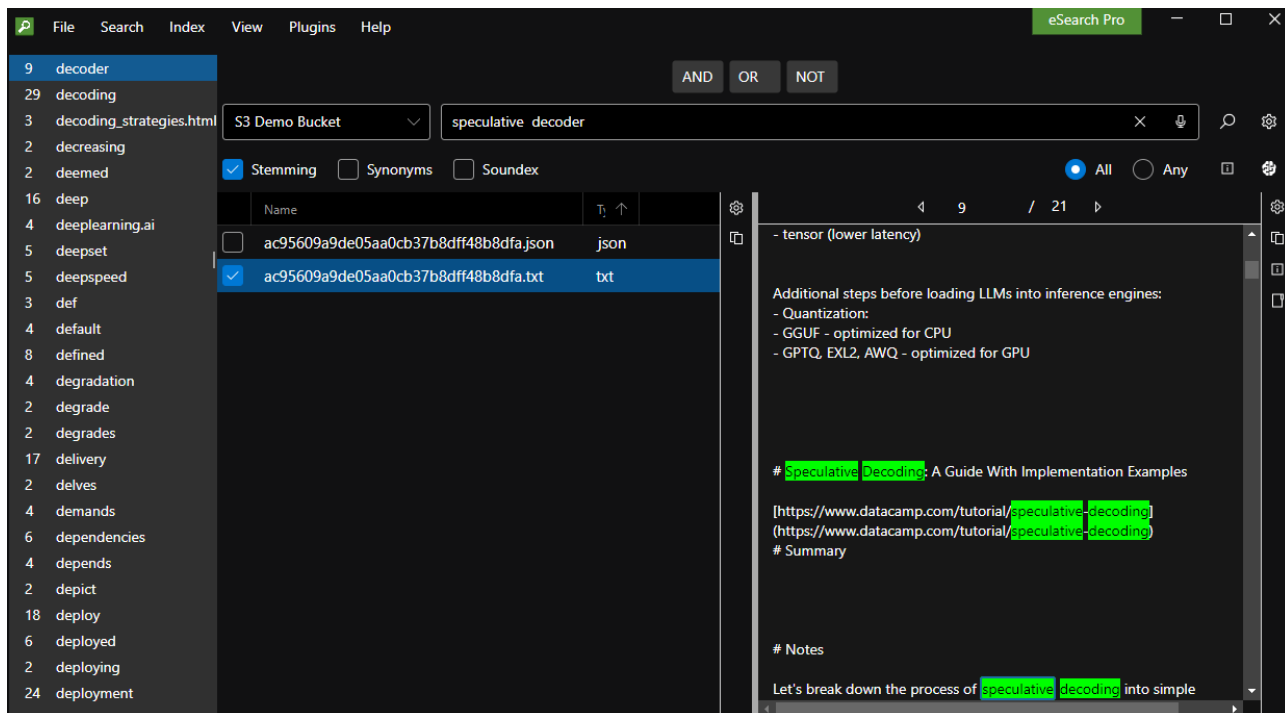 File Search Index View Plugins Help eSearch Pro
AND OR NOT
S3 Demo Bucket speculative decoder
Stemming Synonyms Soundex All Any
9 decoder
29 decoding
3 decoding_strategies.html
2 decreasing
2 deemed
16 deep
4 deeplearning.ai
5 deepset
5 deepspeed
3 def
4 default
8 defined
4 degradation
2 degrade
2 degrades
17 delivery
2 delves
4 demands
6 dependencies
4 depends
2 depict
18 deploy
6 deployed
2 deploying
24 deployment
Name Ty
ac95609a9de05aa0cb37b8dff48b8dfa.json json
ac95609a9de05aa0cb37b8dff48b8dfa.txt txt
9 / 21
- tensor (lower latency)
Additional steps before loading LLMs into inference engines:
- Quantization:
- GGUF - optimized for CPU
- GPTQ, EXL2, AWQ - optimized for GPU
# Speculative Decoding: A Guide With Implementation Examples
[https://www.datacamp.com/tutorial/speculative-decoding]
(https://www.datacamp.com/tutorial/speculative-decoding)
# Summary
# Notes
Let's break down the process of speculative decoding into simple